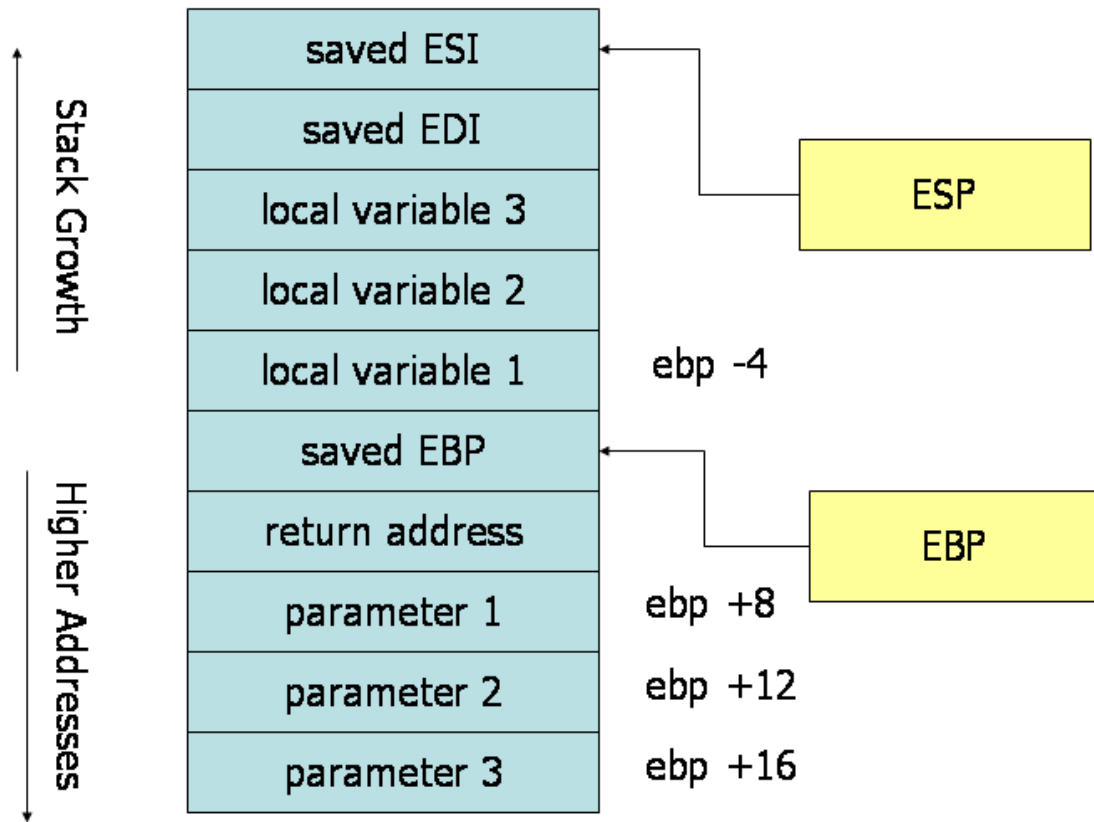 Stack Growth
Higher Addresses
saved ESI
saved EDI
local variable 3
local variable 2
local variable 1
saved EBP
return address
parameter 1
parameter 2
parameter 3
ESP
ebp -4
EBP
ebp +8
ebp +12
ebp +16